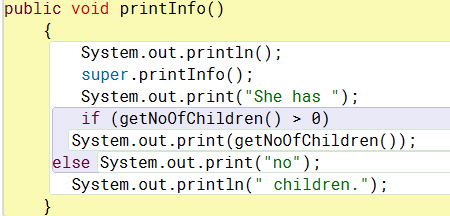 public void printInfo()
{
System.out.println();
super.printInfo();
System.out.print("She has ");
if (getNoOfChildren() > 0)
System.out.print(getNoOfChildren());
else System.out.print("no");
System.out.println(" children.");
}